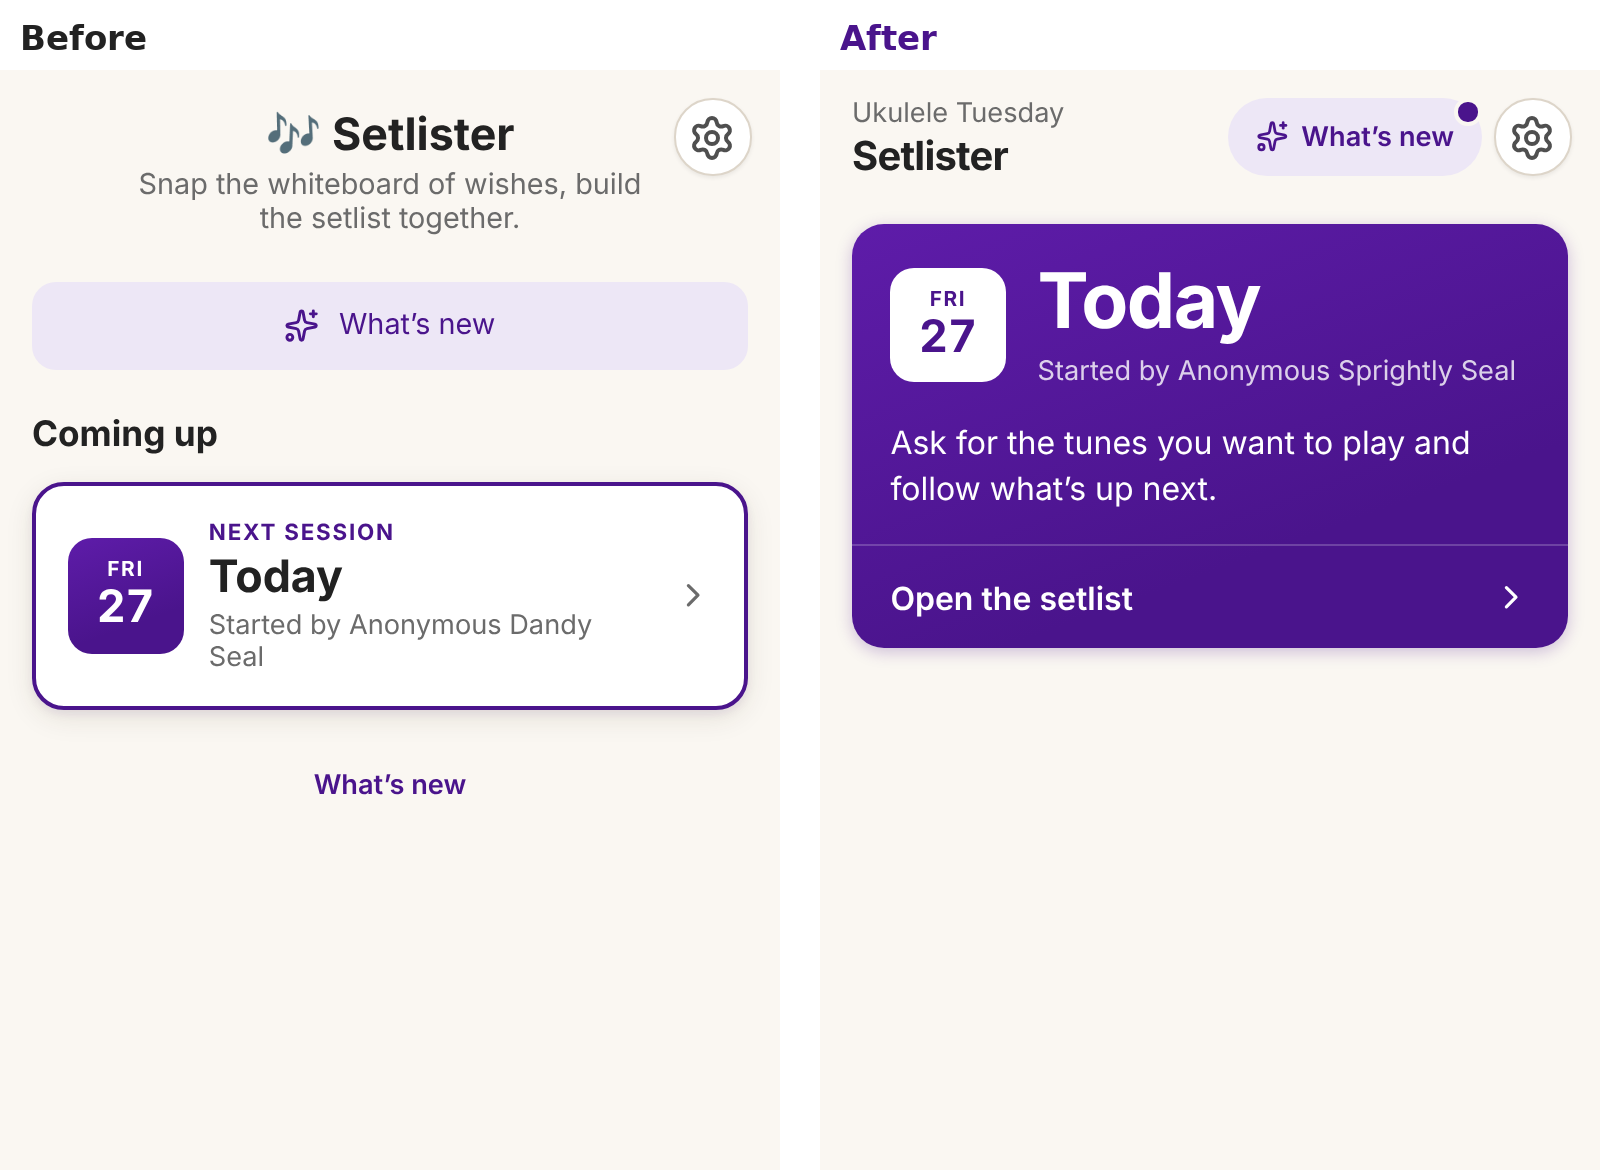 Before
🎶 Setlister
Snap the whiteboard of wishes, build
the setlist together.
What’s new
Coming up
FRI
27
NEXT SESSION
Today
Started by Anonymous Dandy
Seal
What’s new
After
Ukulele Tuesday
Setlister
What’s new
FRI
27
Today
Started by Anonymous Sprightly Seal
Ask for the tunes you want to play and
follow what’s up next.
Open the setlist